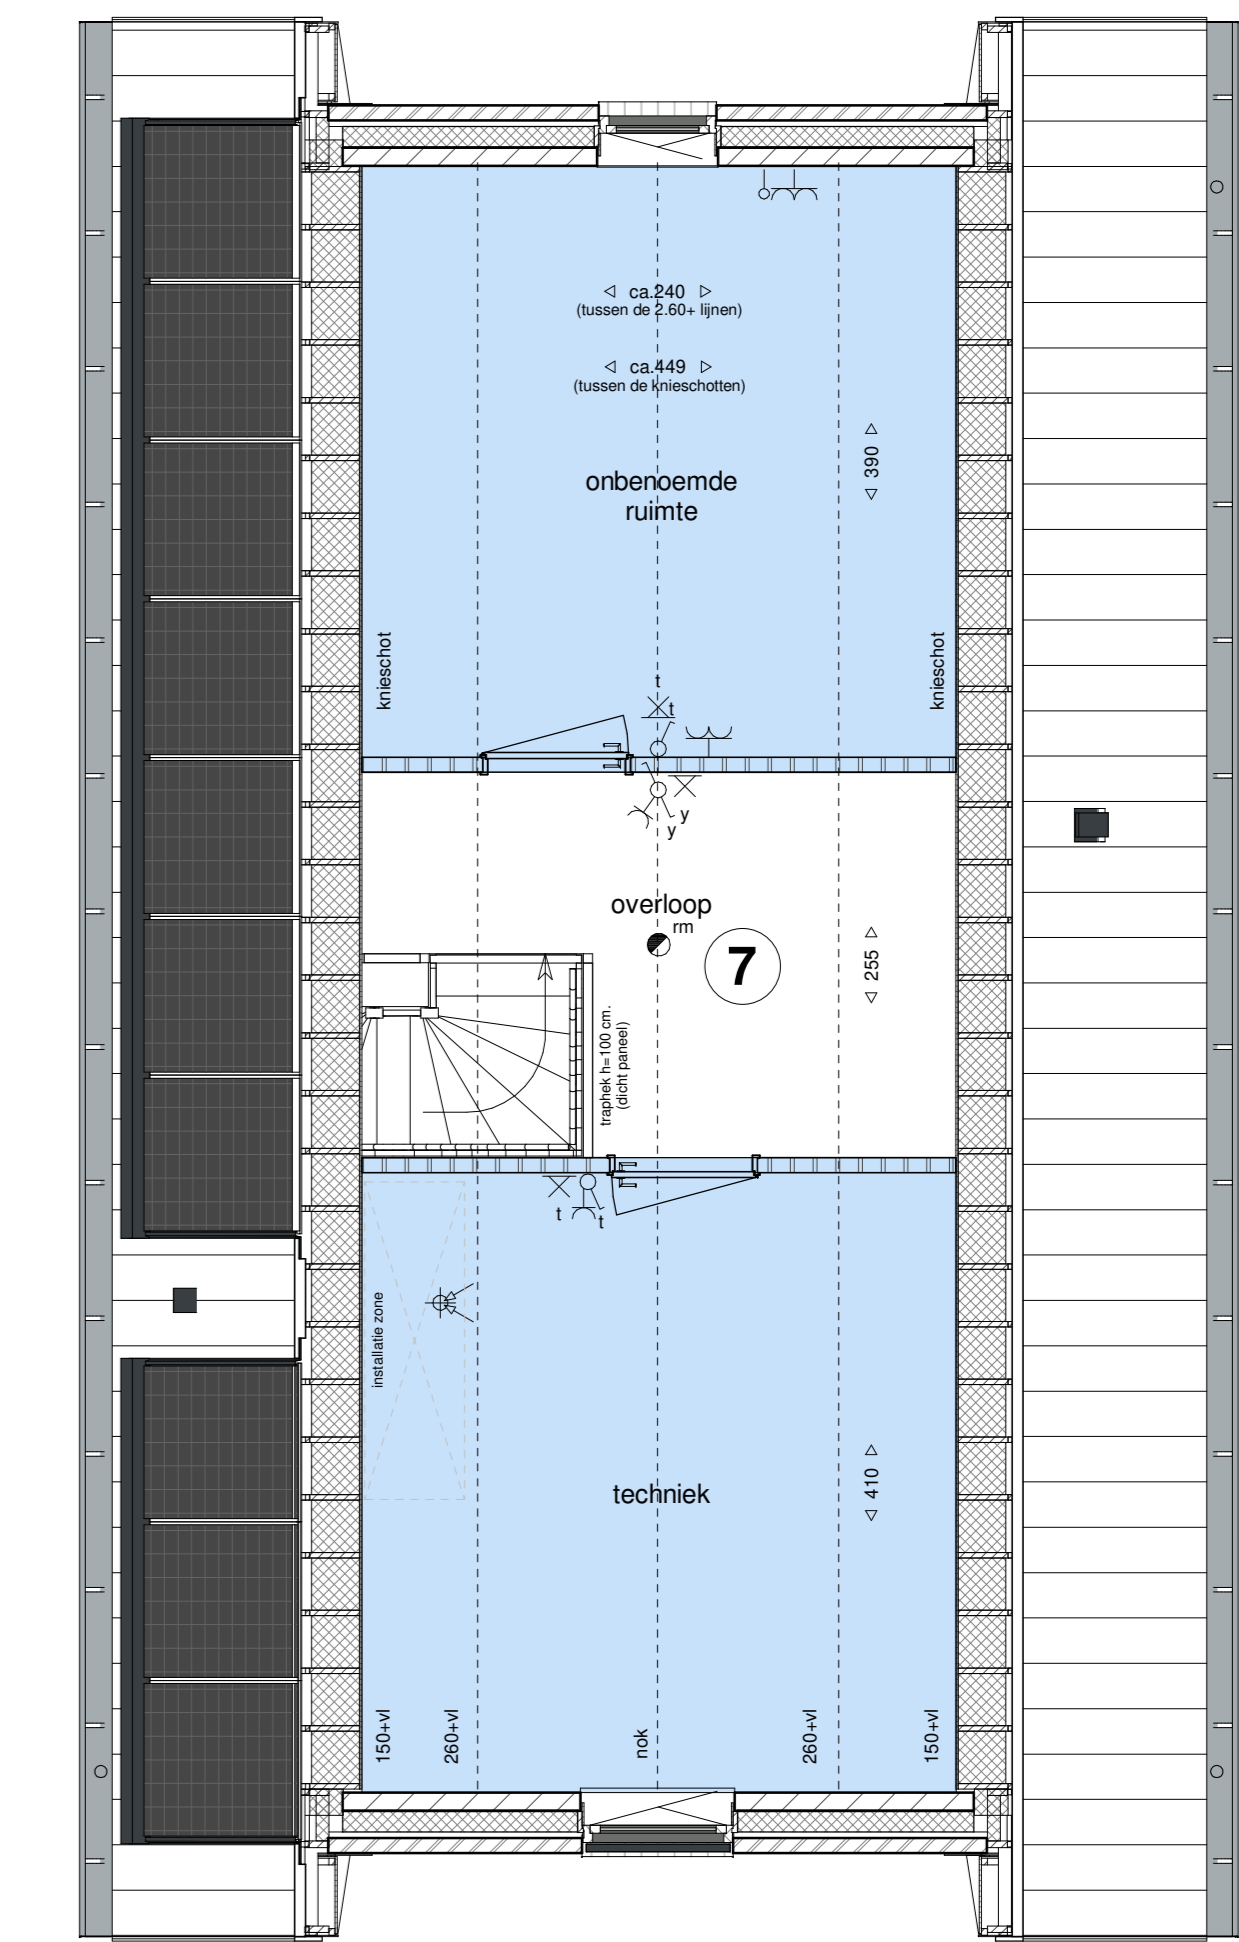 ca.240
(tussen de 2.60+ lijnen)
ca.449
(tussen de knieschotten)
390
onbenoemde
ruimte
knieschot
knieschot
t
t
y
y
overloop
rm
7
255
traphek h=100 cm.
(dicht paneel)
t
t
installatie zone
techniek
410
150+vl
260+vl
nok
260+vl
150+vl